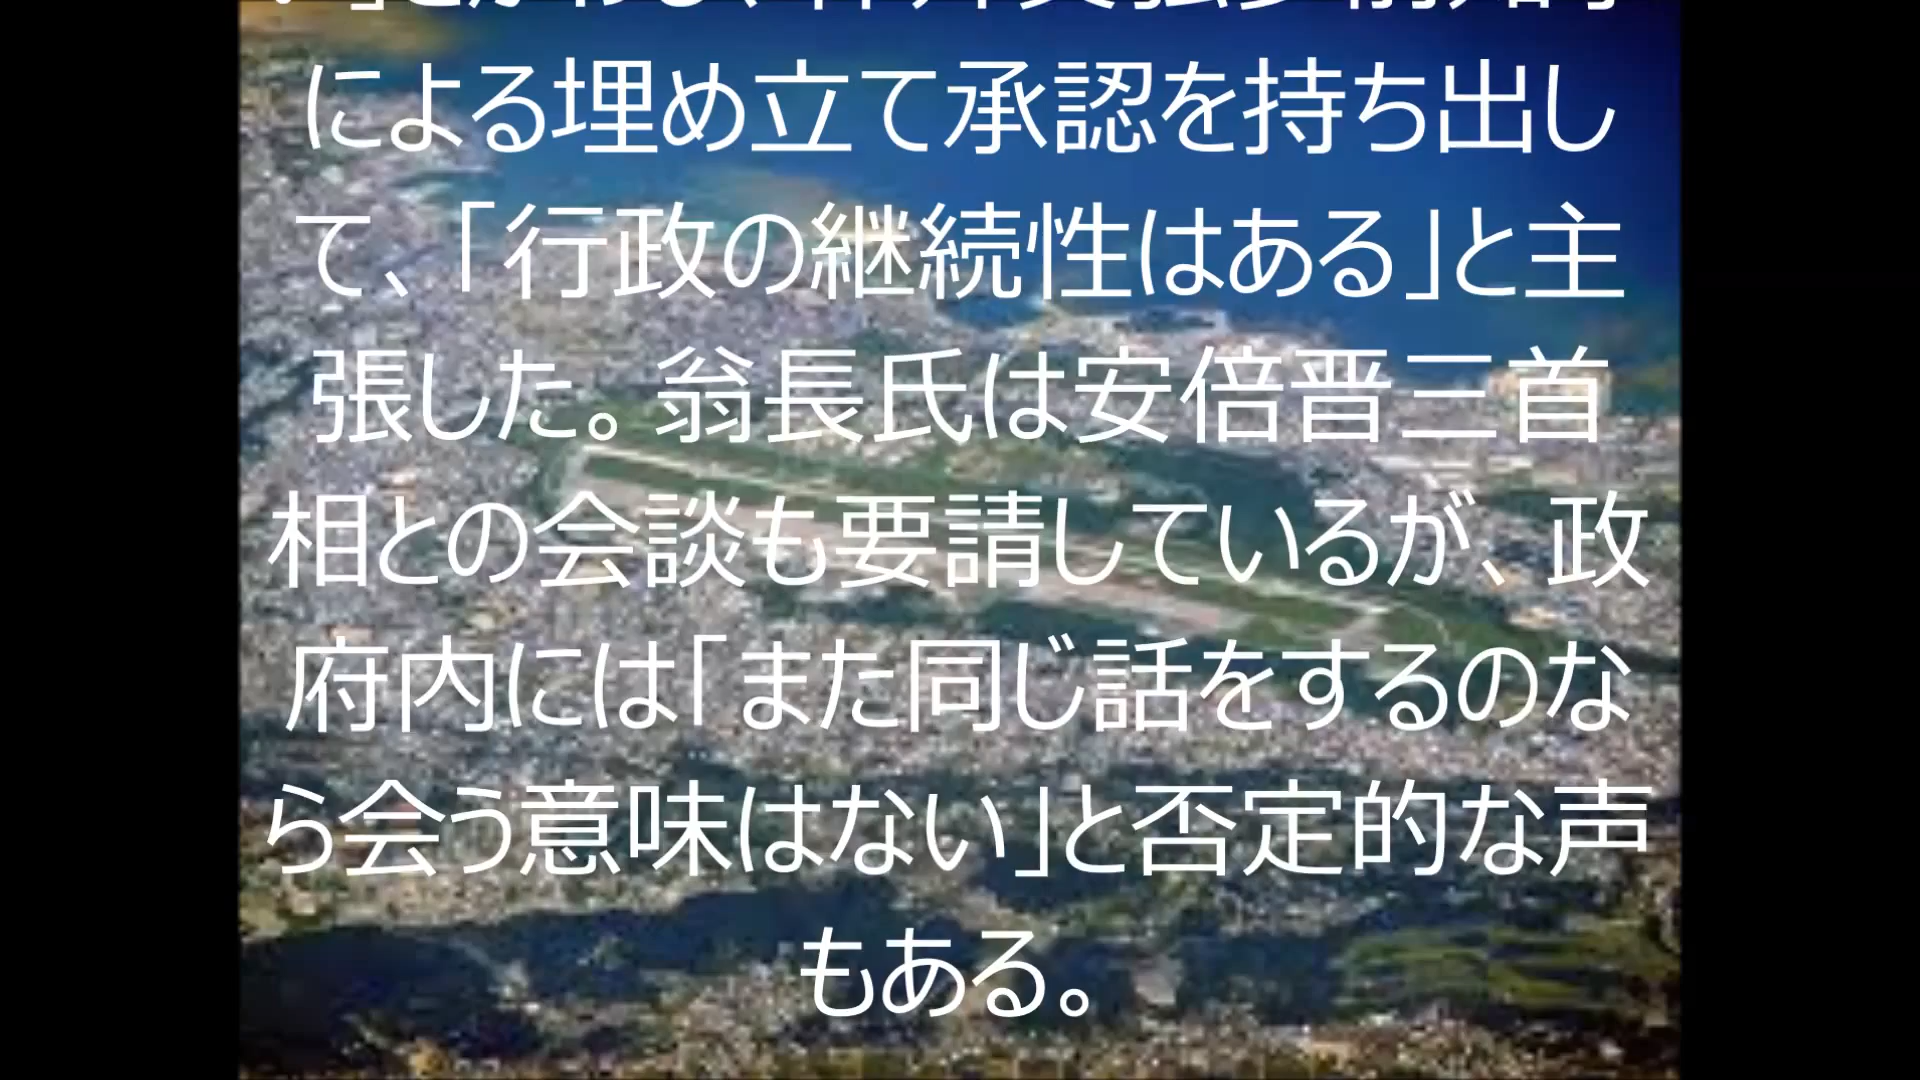 による埋め立て承認を持ち出し
て、「行政の継続性はある」と主
張した。翁長氏は安倍晋三首
相との会談も要請しているが、政
府内には「また同じ話をするのな
ら会う意味はない」と否定的な声
もある。